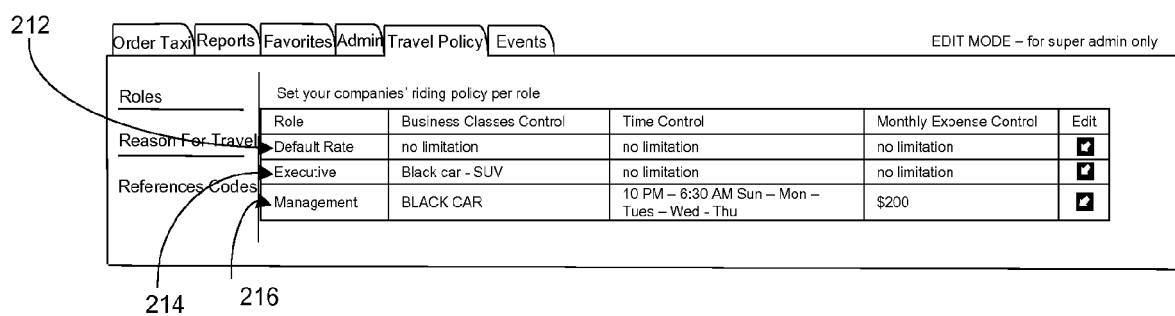 212
Order Taxi Reports Favorites Admin Travel Policy Events EDIT MODE – for super admin only
Roles
Reason For Travel
References Codes
Set your companies' riding policy per role
Role Business Classes Control Time Control Monthly Expense Control Edit
Default Rate no limitation no limitation no limitation
Executive Black car - SUV no limitation no limitation
Management BLACK CAR 10 PM – 6:30 AM Sun – Mon – $200
Tues – Wed - Thu
214 216